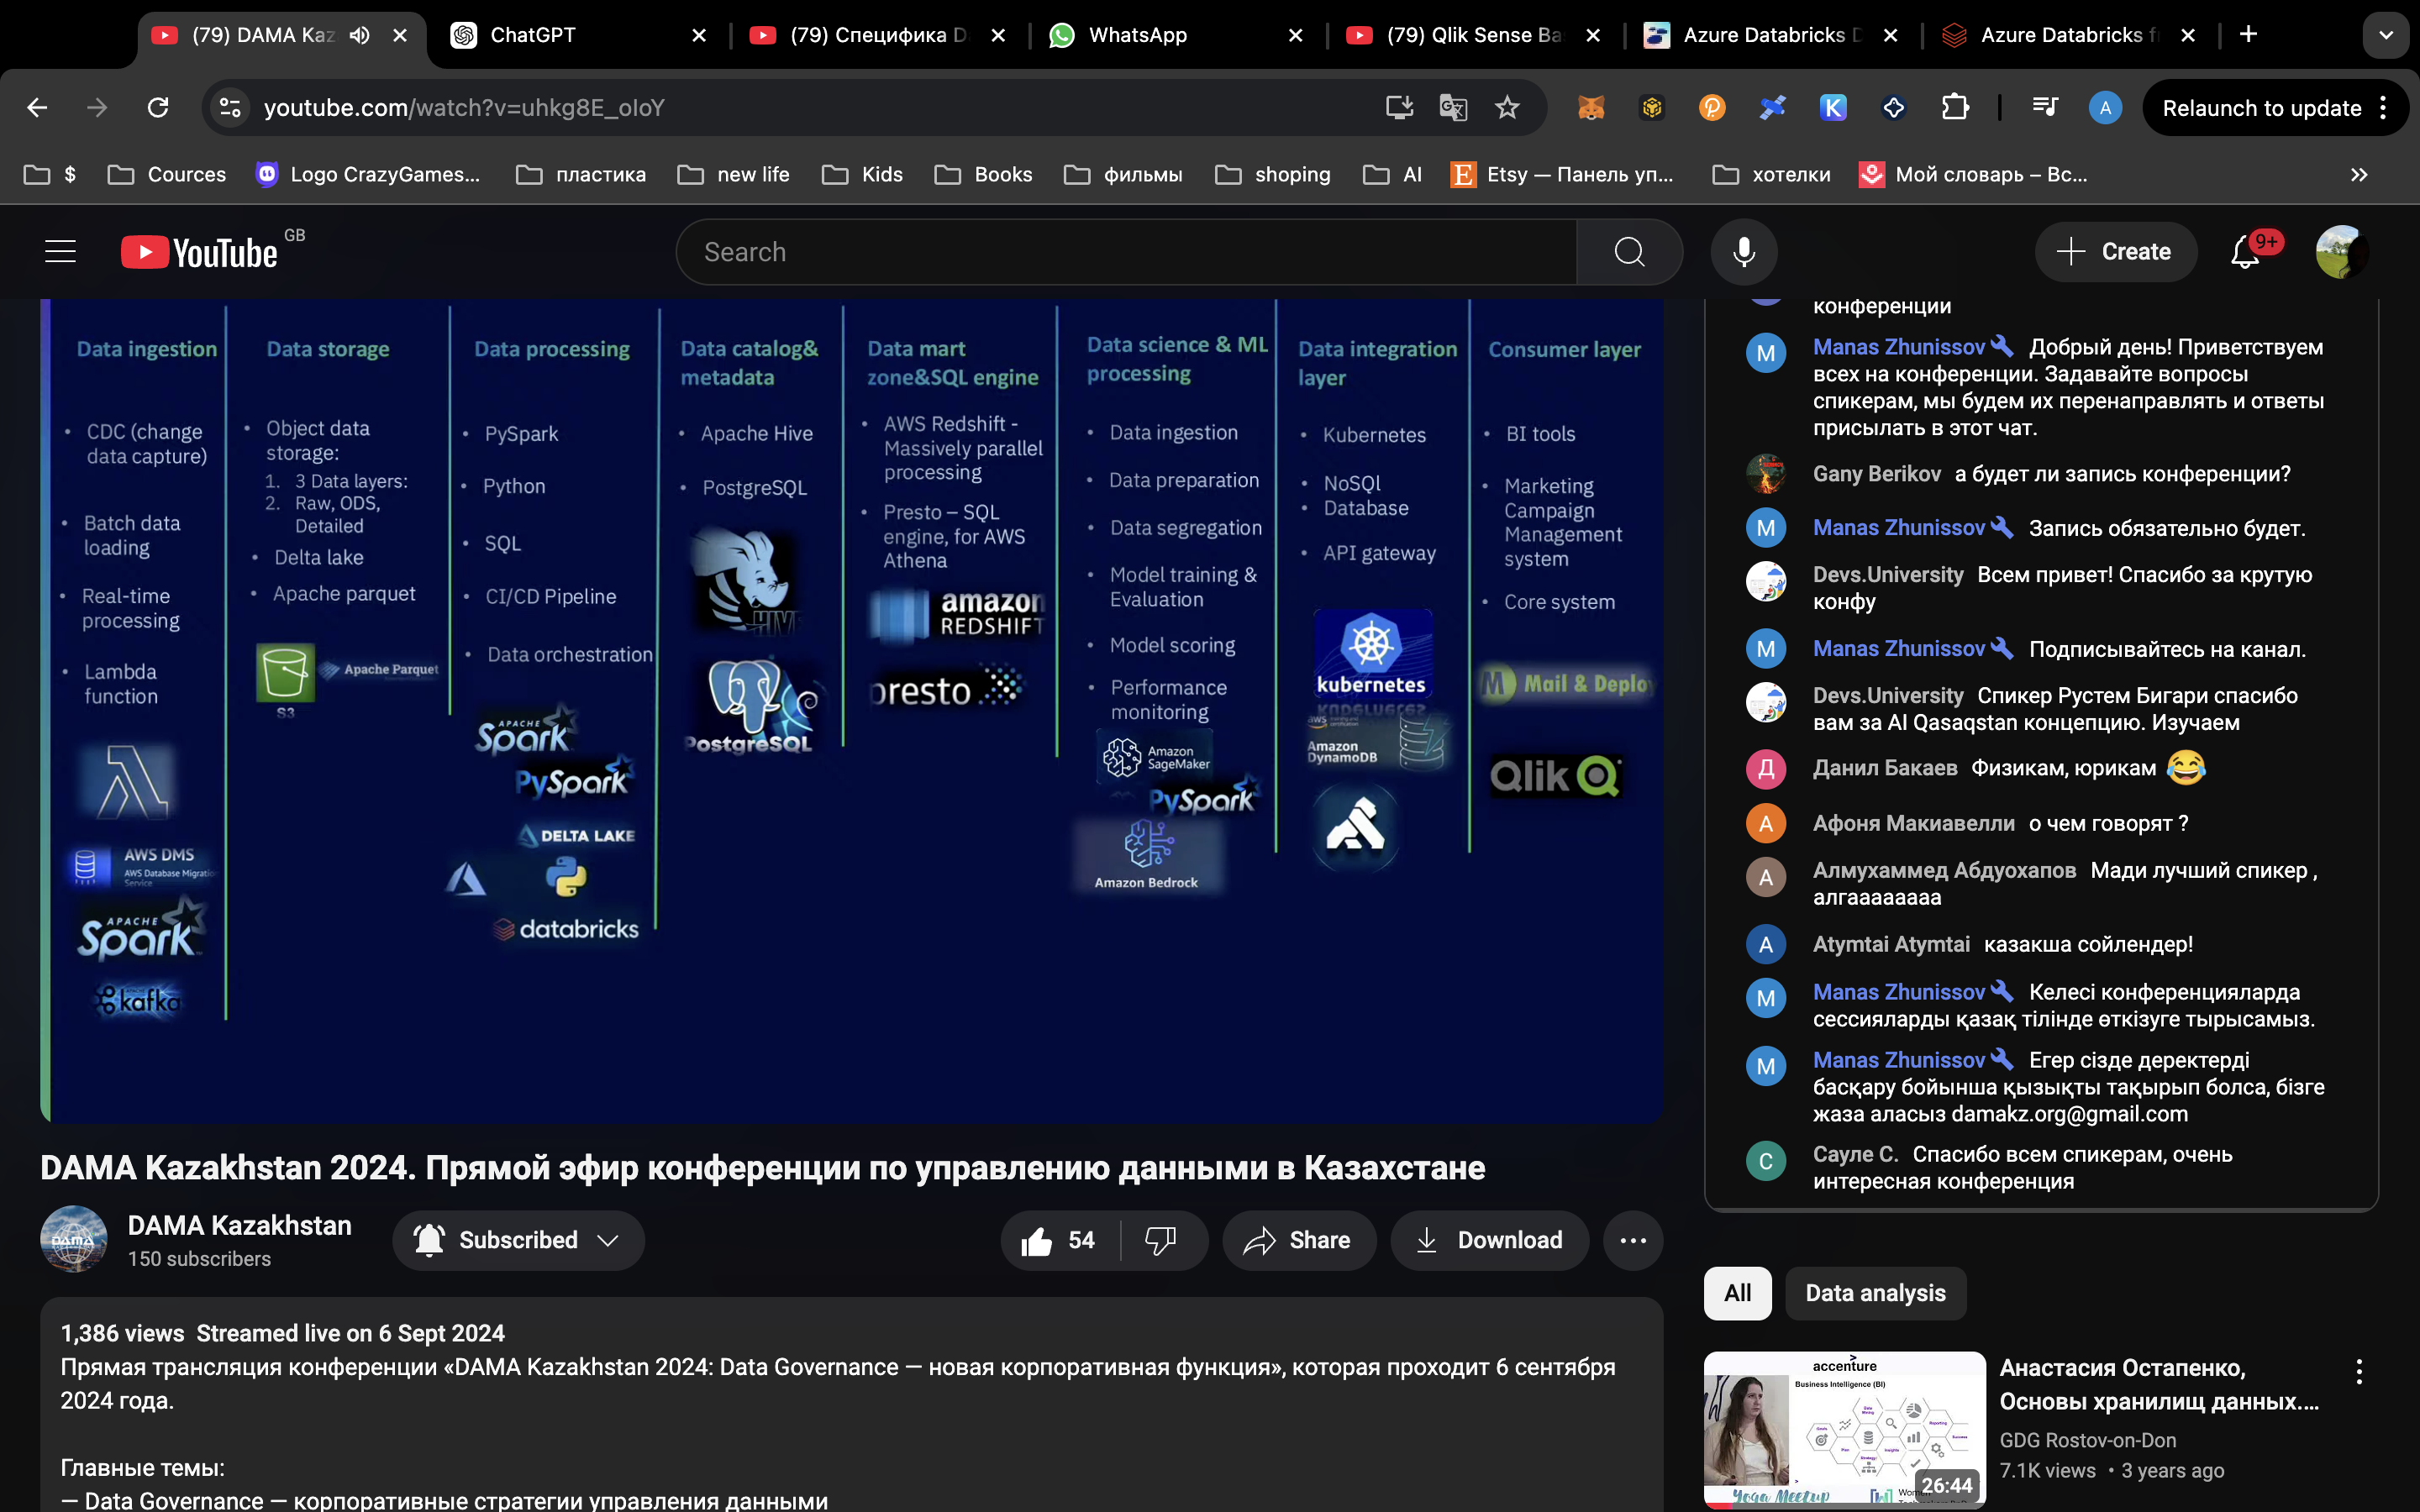 (79) DAMA Kaz
ChatGPT
(79) Специфика D
WhatsApp
(79) Qlik Sense Ba
Azure Databricks D
Azure Databricks f
youtube.com/watch?v=uhkg8E_oIoY
A
Relaunch to update
$
Cources
Logo CrazyGames...
пластика
new life
Kids
Books
фильмы
shoping
AI
Etsy — Панель уп...
хотелки
Мой словарь – Вс...
YouTube GB
Search
Create
9+
Data ingestion
CDC (change
data capture)
Batch data
loading
Real-time
processing
Lambda
function
AWS DMS
AWS Database Migratio
Service
APACHE
Spark
kafka
Data storage
Object data
storage:
1. 3 Data layers:
2. Raw, ODS,
Detailed
Delta lake
Apache parquet
S3
Apache Parquet
Data processing
PySpark
Python
SQL
CI/CD Pipeline
Data orchestration
APACHE
Spark
PySpark
DELTA LAKE
databricks
Data catalog&
metadata
Apache Hive
PostgreSQL
HIVE
PostgreSQL
Data mart
zone&SQL engine
AWS Redshift -
Massively parallel
processing
Presto – SQL
engine, for AWS
Athena
amazon
REDSHIFT
presto
Data science & ML
processing
Data ingestion
Data preparation
Data segregation
Model training &
Evaluation
Model scoring
Performance
monitoring
Amazon
SageMaker
PySpark
Amazon Bedrock
Data integration
layer
Kubernetes
NoSQl
Database
API gateway
kubernetes
aws
Amazon
DynamoDB
Consumer layer
BI tools
Marketing
Campaign
Management
system
Core system
M Mail & Deploy
Qlik
конференции
M
Manas Zhunissov Добрый день! Приветствуем
всех на конференции. Задавайте вопросы
спикерам, мы будем их перенаправлять и ответы
присылать в этот чат.
Gany Berikov а будет ли запись конференции?
M
Manas Zhunissov Запись обязательно будет.
Devs.University Всем привет! Спасибо за крутую
конфу
M
Manas Zhunissov Подписывайтесь на канал.
Devs.University Спикер Рустем Бигари спасибо
вам за AI Qasaqstan концепцию. Изучаем
Д
Данил Бакаев Физикам, юрикам 😂
А
Афоня Макиавелли о чем говорят ?
А
Алмухаммед Абдуохапов Мади лучший спикер ,
алгаааааааа
A
Atymtai Atymtai казакша сойлендер!
M
Manas Zhunissov Келесі конференцияларда
сессияларды қазақ тілінде өткізуге тырысамыз.
M
Manas Zhunissov Егер сізде деректерді
басқару бойынша қызықты тақырып болса, бізге
жаза аласыз damakz.org@gmail.com
С
Сауле С. Спасибо всем спикерам, очень
интересная конференция
DAMA Kazakhstan 2024. Прямой эфир конференции по управлению данными в Казахстане
DAMA
DAMA Kazakhstan
150 subscribers
Subscribed
54
Share
Download
1,386 views Streamed live on 6 Sept 2024
Прямая трансляция конференции «DAMA Kazakhstan 2024: Data Governance — новая корпоративная функция», которая проходит 6 сентября
2024 года.
Главные темы:
— Data Governance — корпоративные стратегии управления данными
All
Data analysis
accenture
Business Intelligence (BI)
26:44
Yoga Meetup
Women
Анастасия Остапенко,
Основы хранилищ данных....
GDG Rostov-on-Don
7.1K views • 3 years ago